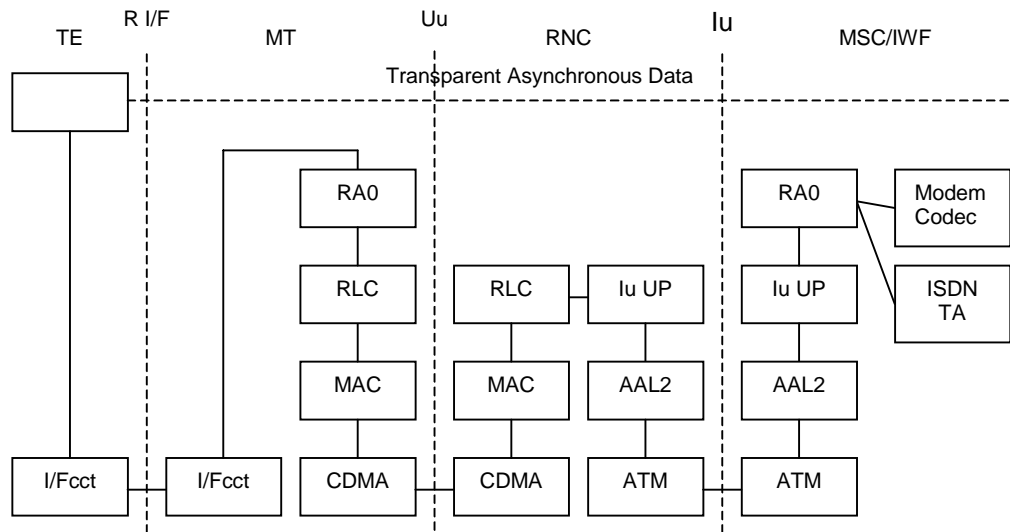 R I/F
Uu
Iu
TE
MT
RNC
MSC/IWF
Transparent Asynchronous Data
RA0
RA0
Modem
Codec
RLC
RLC
Iu UP
Iu UP
ISDN
TA
MAC
MAC
AAL2
AAL2
I/Fcct
I/Fcct
CDMA
CDMA
ATM
ATM